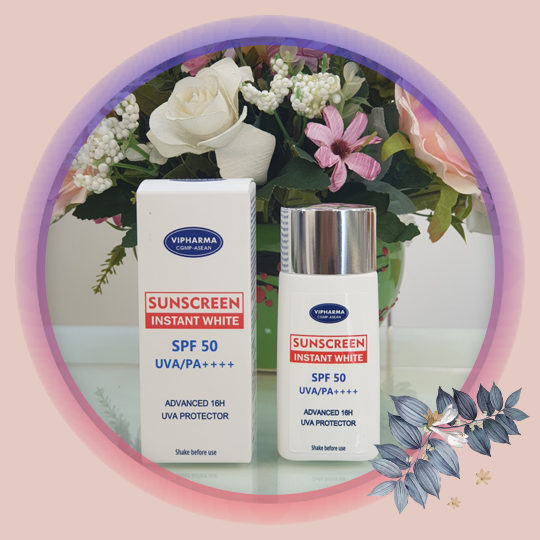 VIPHARMA
CGMP-ASEAN
SUNSCREEN
INSTANT WHITE
SPF 50
UVA/PA++++
ADVANCED 16H
UVA PROTECTOR
Shake before use
VIPHARMA
CGMP-ASEAN
SUNSCREEN
INSTANT WHITE
SPF 50
UVA/PA++++
ADVANCED 16H
UVA PROTECTOR
Shake before use